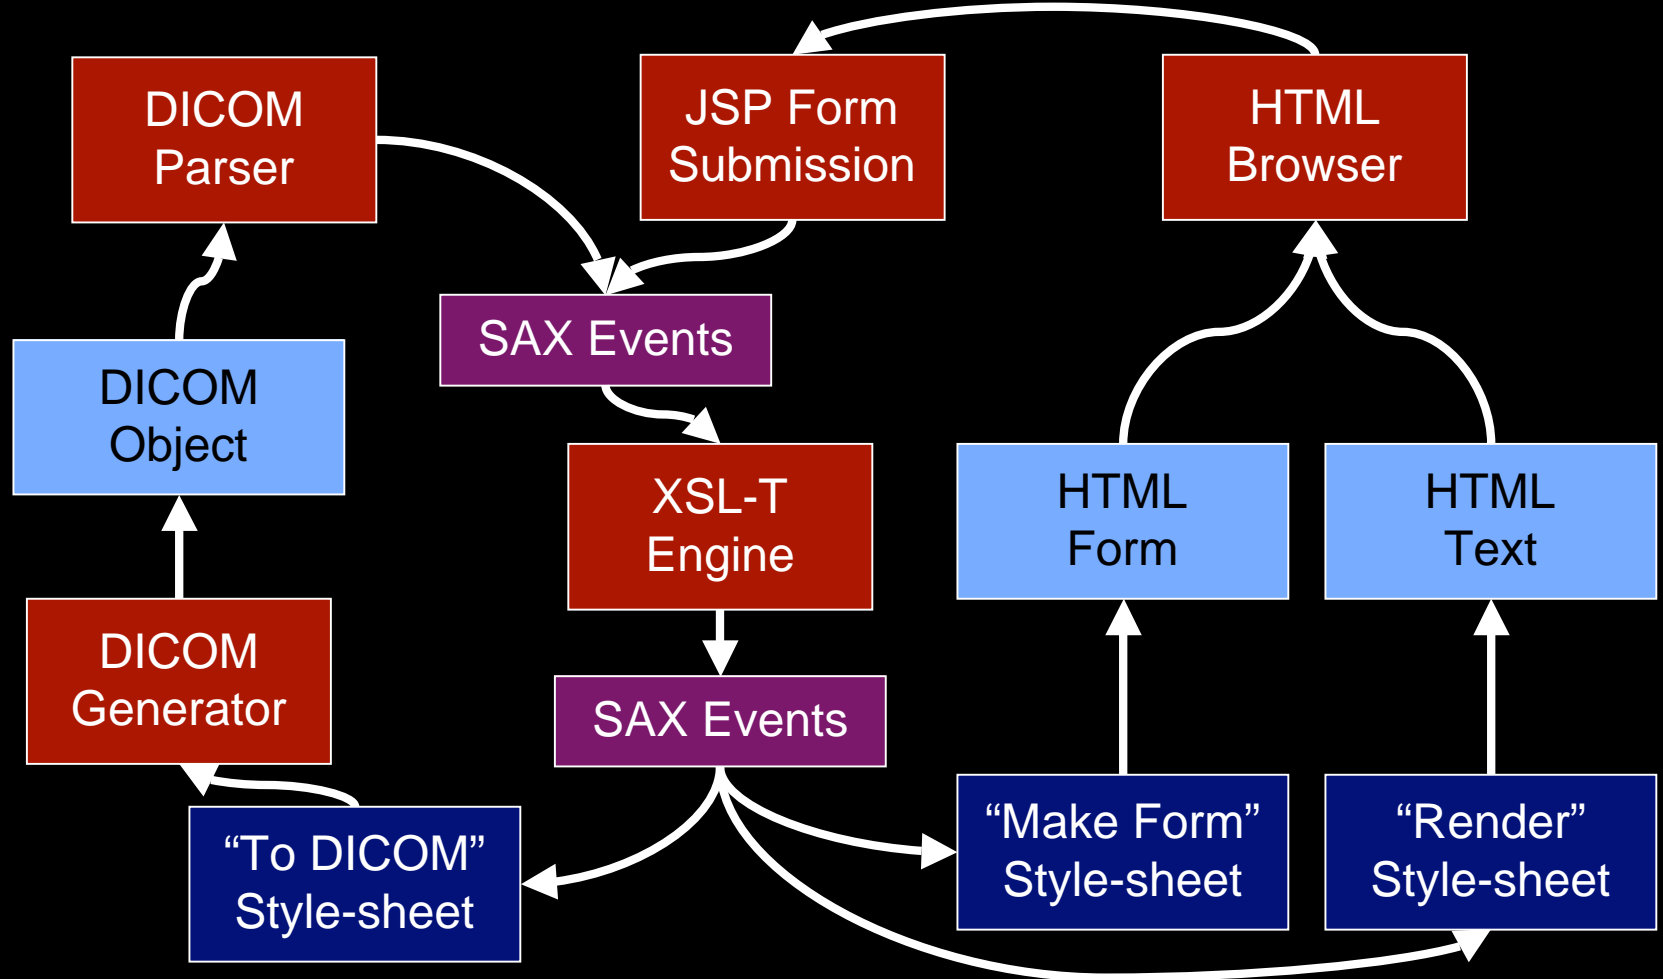 DICOM
Parser
JSP Form
Submission
HTML
Browser
SAX Events
DICOM
Object
XSL-T
Engine
HTML
Form
HTML
Text
DICOM
Generator
SAX Events
“To DICOM”
Style-sheet
“Make Form”
Style-sheet
“Render”
Style-sheet